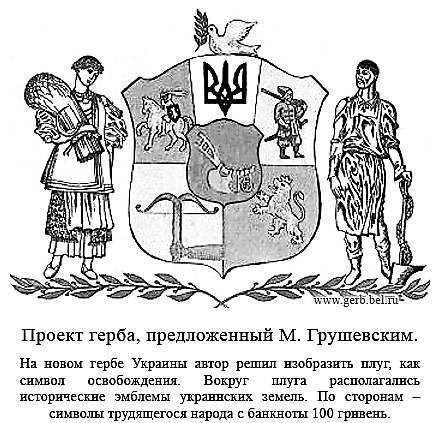 www.gerb.bel.ru
Проект герба, предложенный М. Грушевским.
На новом гербе Украины автор решил изобразить плуг, как
символ освобождения. Вокруг плуга располагались
исторические эмблемы украинских земель. По сторонам –
символы трудящегося народа с банкноты 100 гривень.